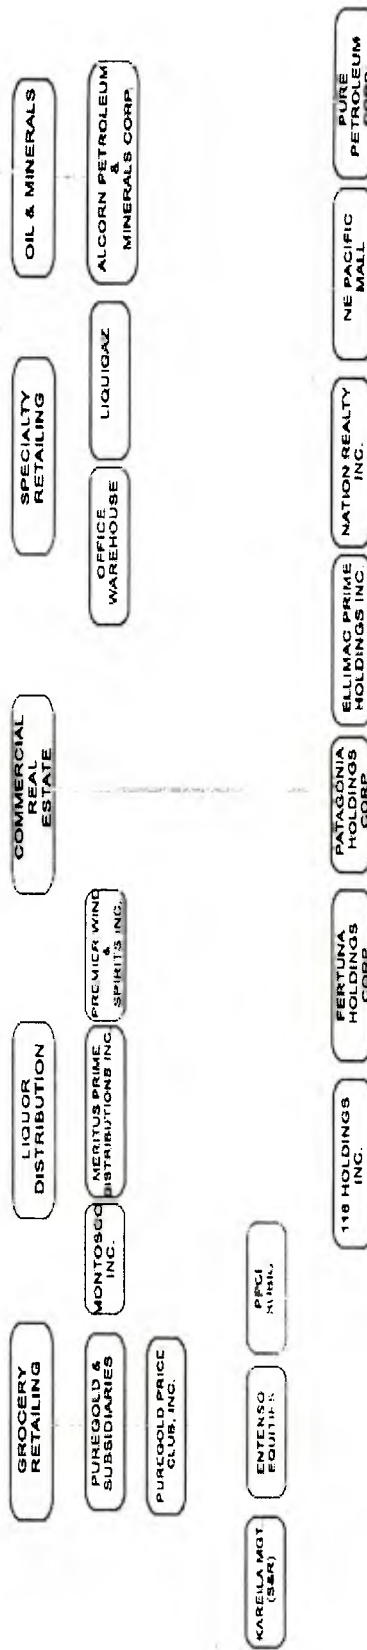 GROCERY
RETAILING
LIQUOR
DISTRIBUTION
COMMERCIAL
REAL
ESTATE
SPECIALTY
RETAILING
OIL & MINERALS
PUREGOLD &
SUBSIDIARIES
MONTOSCO
INC.
MERITUS PRIME
DISTRIBUTIONS INC
PREMIER WINE
&
SPIRITS INC.
OFFICE
WAREHOUSE
LIQUIGAZ
ALCORN PETROLEUM
&
MINERALS CORP.
PUREGOLD PRICE
CLUB, INC.
KAREILA MGT
(S&R)
ENTENSO
EQUITIES
PPCI
SUBIC
118 HOLDINGS
INC.
FERTUNA
HOLDINGS
CORP
PATAGONIA
HOLDINGS
CORP
ELLIMAC PRIME
HOLDINGS INC.
NATION REALTY
INC.
NE PACIFIC
MALL
PURE
PETROLEUM
CORP